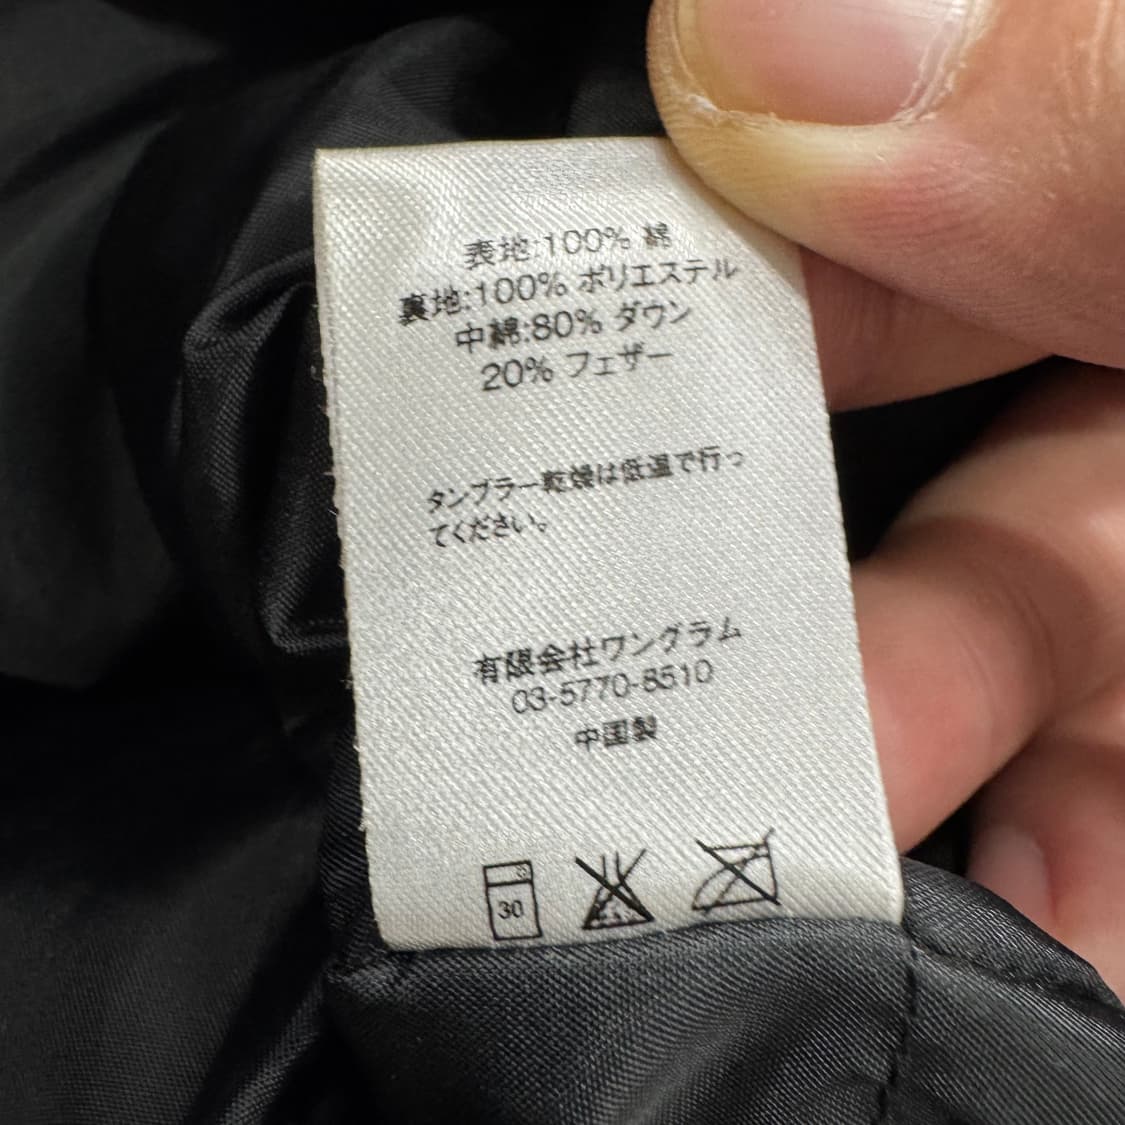 表地:100% 綿
裏地:100% ポリエステル
中綿:80% ダウン
20% フェザー
タンブラー乾燥は低温で行っ
てください。
有限会社ワングラム
03-5770-8510
中国製
30